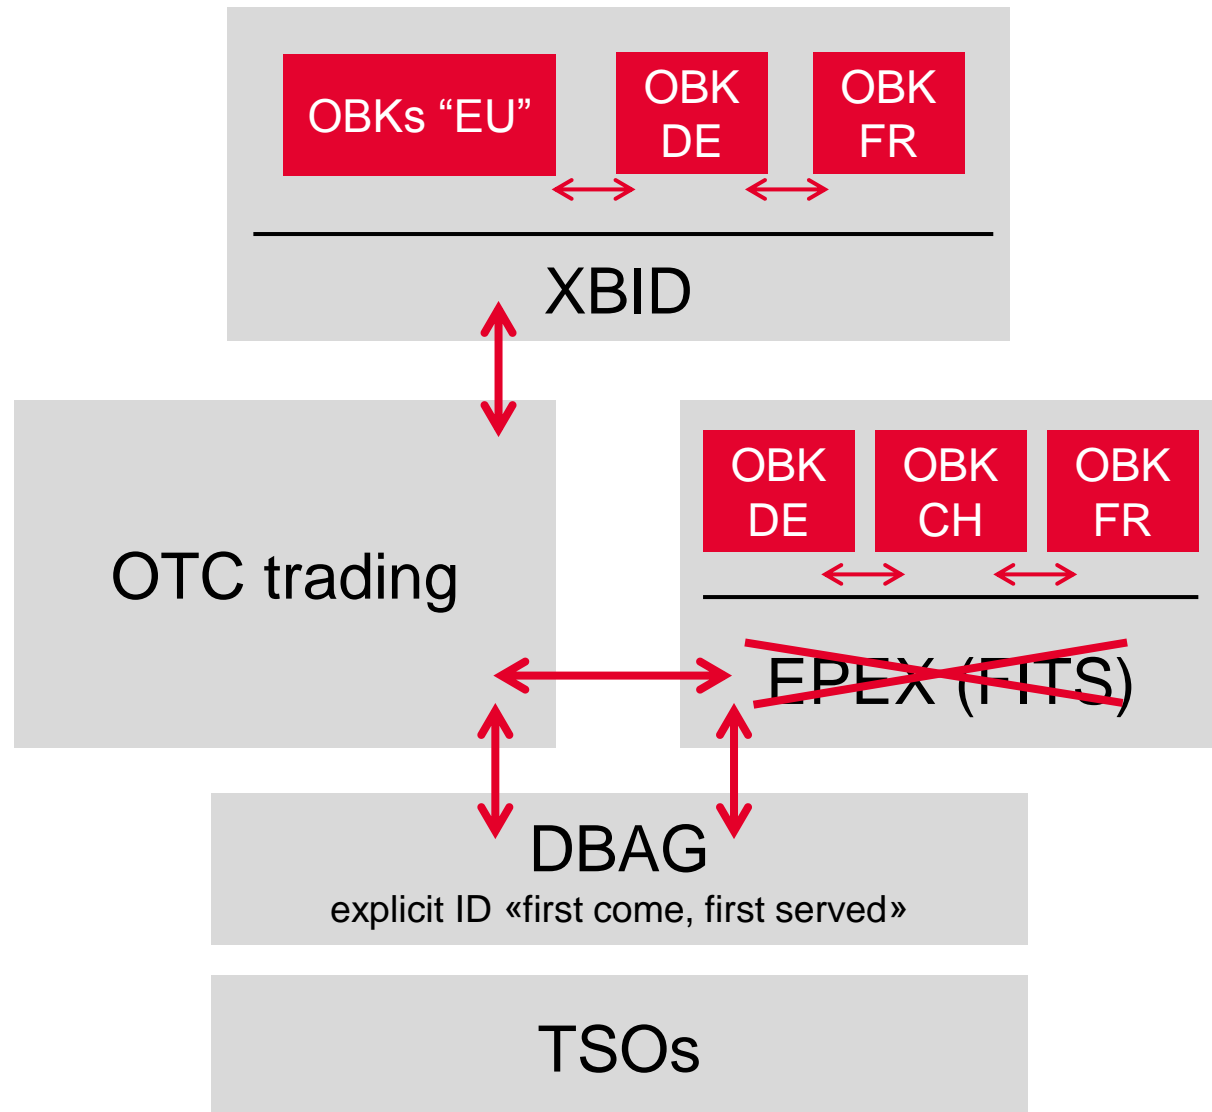 OBKs “EU”
OBK
DE
OBK
FR
XBID
OTC trading
OBK
DE
OBK
CH
OBK
FR
EPEX (FITS)
DBAG
explicit ID «first come, first served»
TSOs